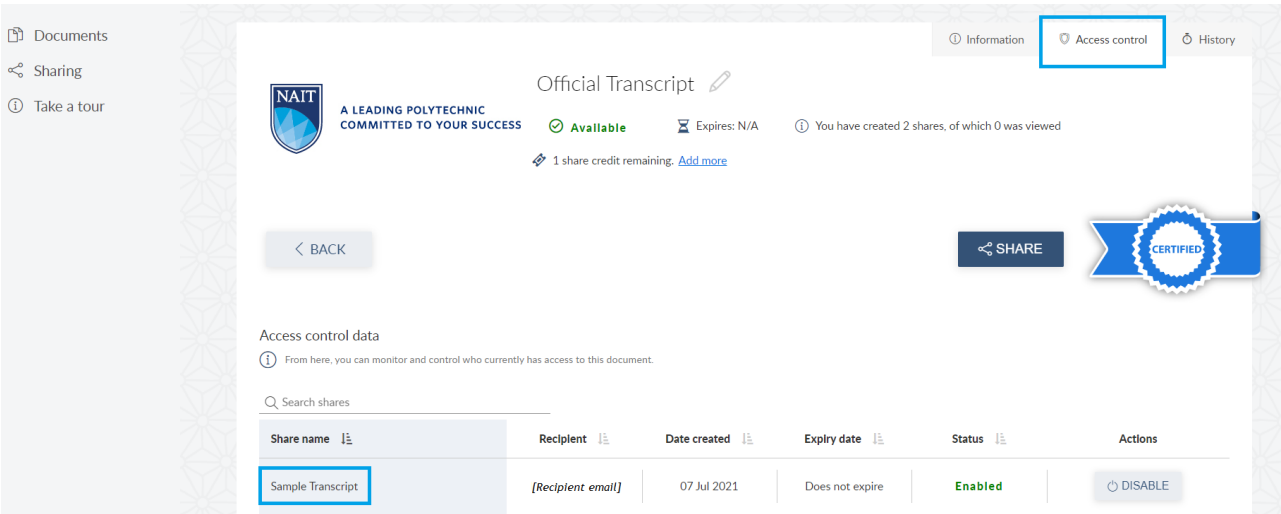 Documents
Sharing
Take a tour
Information
Access control
History
NAIT
A LEADING POLYTECHNIC
COMMITTED TO YOUR SUCCESS
Official Transcript
Available
Expires: N/A
You have created 2 shares, of which 0 was viewed
1 share credit remaining. Add more
< BACK
SHARE
CERTIFIED
Access control data
From here, you can monitor and control who currently has access to this document.
Search shares
Share name Recipient Date created Expiry date Status Actions
Sample Transcript [Recipient email] 07 Jul 2021 Does not expire Enabled DISABLE